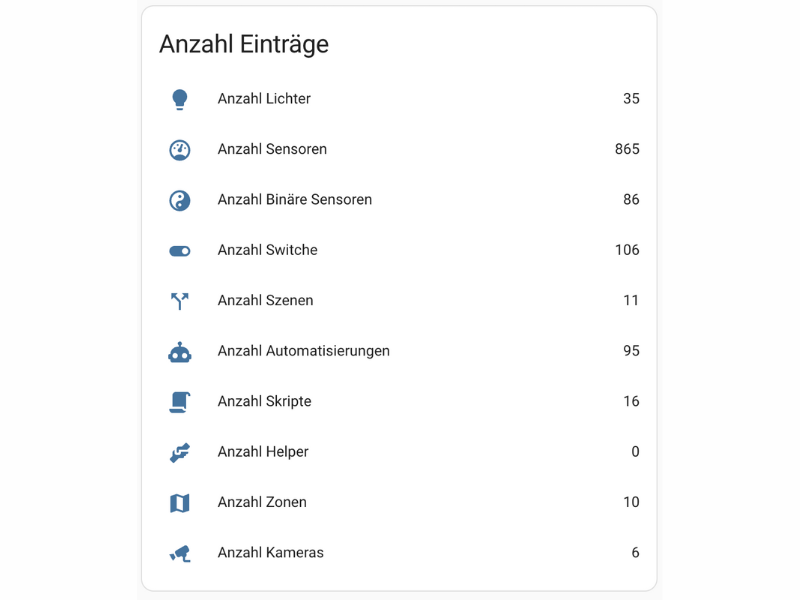 Anzahl Einträge
Anzahl Lichter 35
Anzahl Sensoren 865
Anzahl Binäre Sensoren 86
Anzahl Switche 106
Anzahl Szenen 11
Anzahl Automatisierungen 95
Anzahl Skripte 16
Anzahl Helper 0
Anzahl Zonen 10
Anzahl Kameras 6